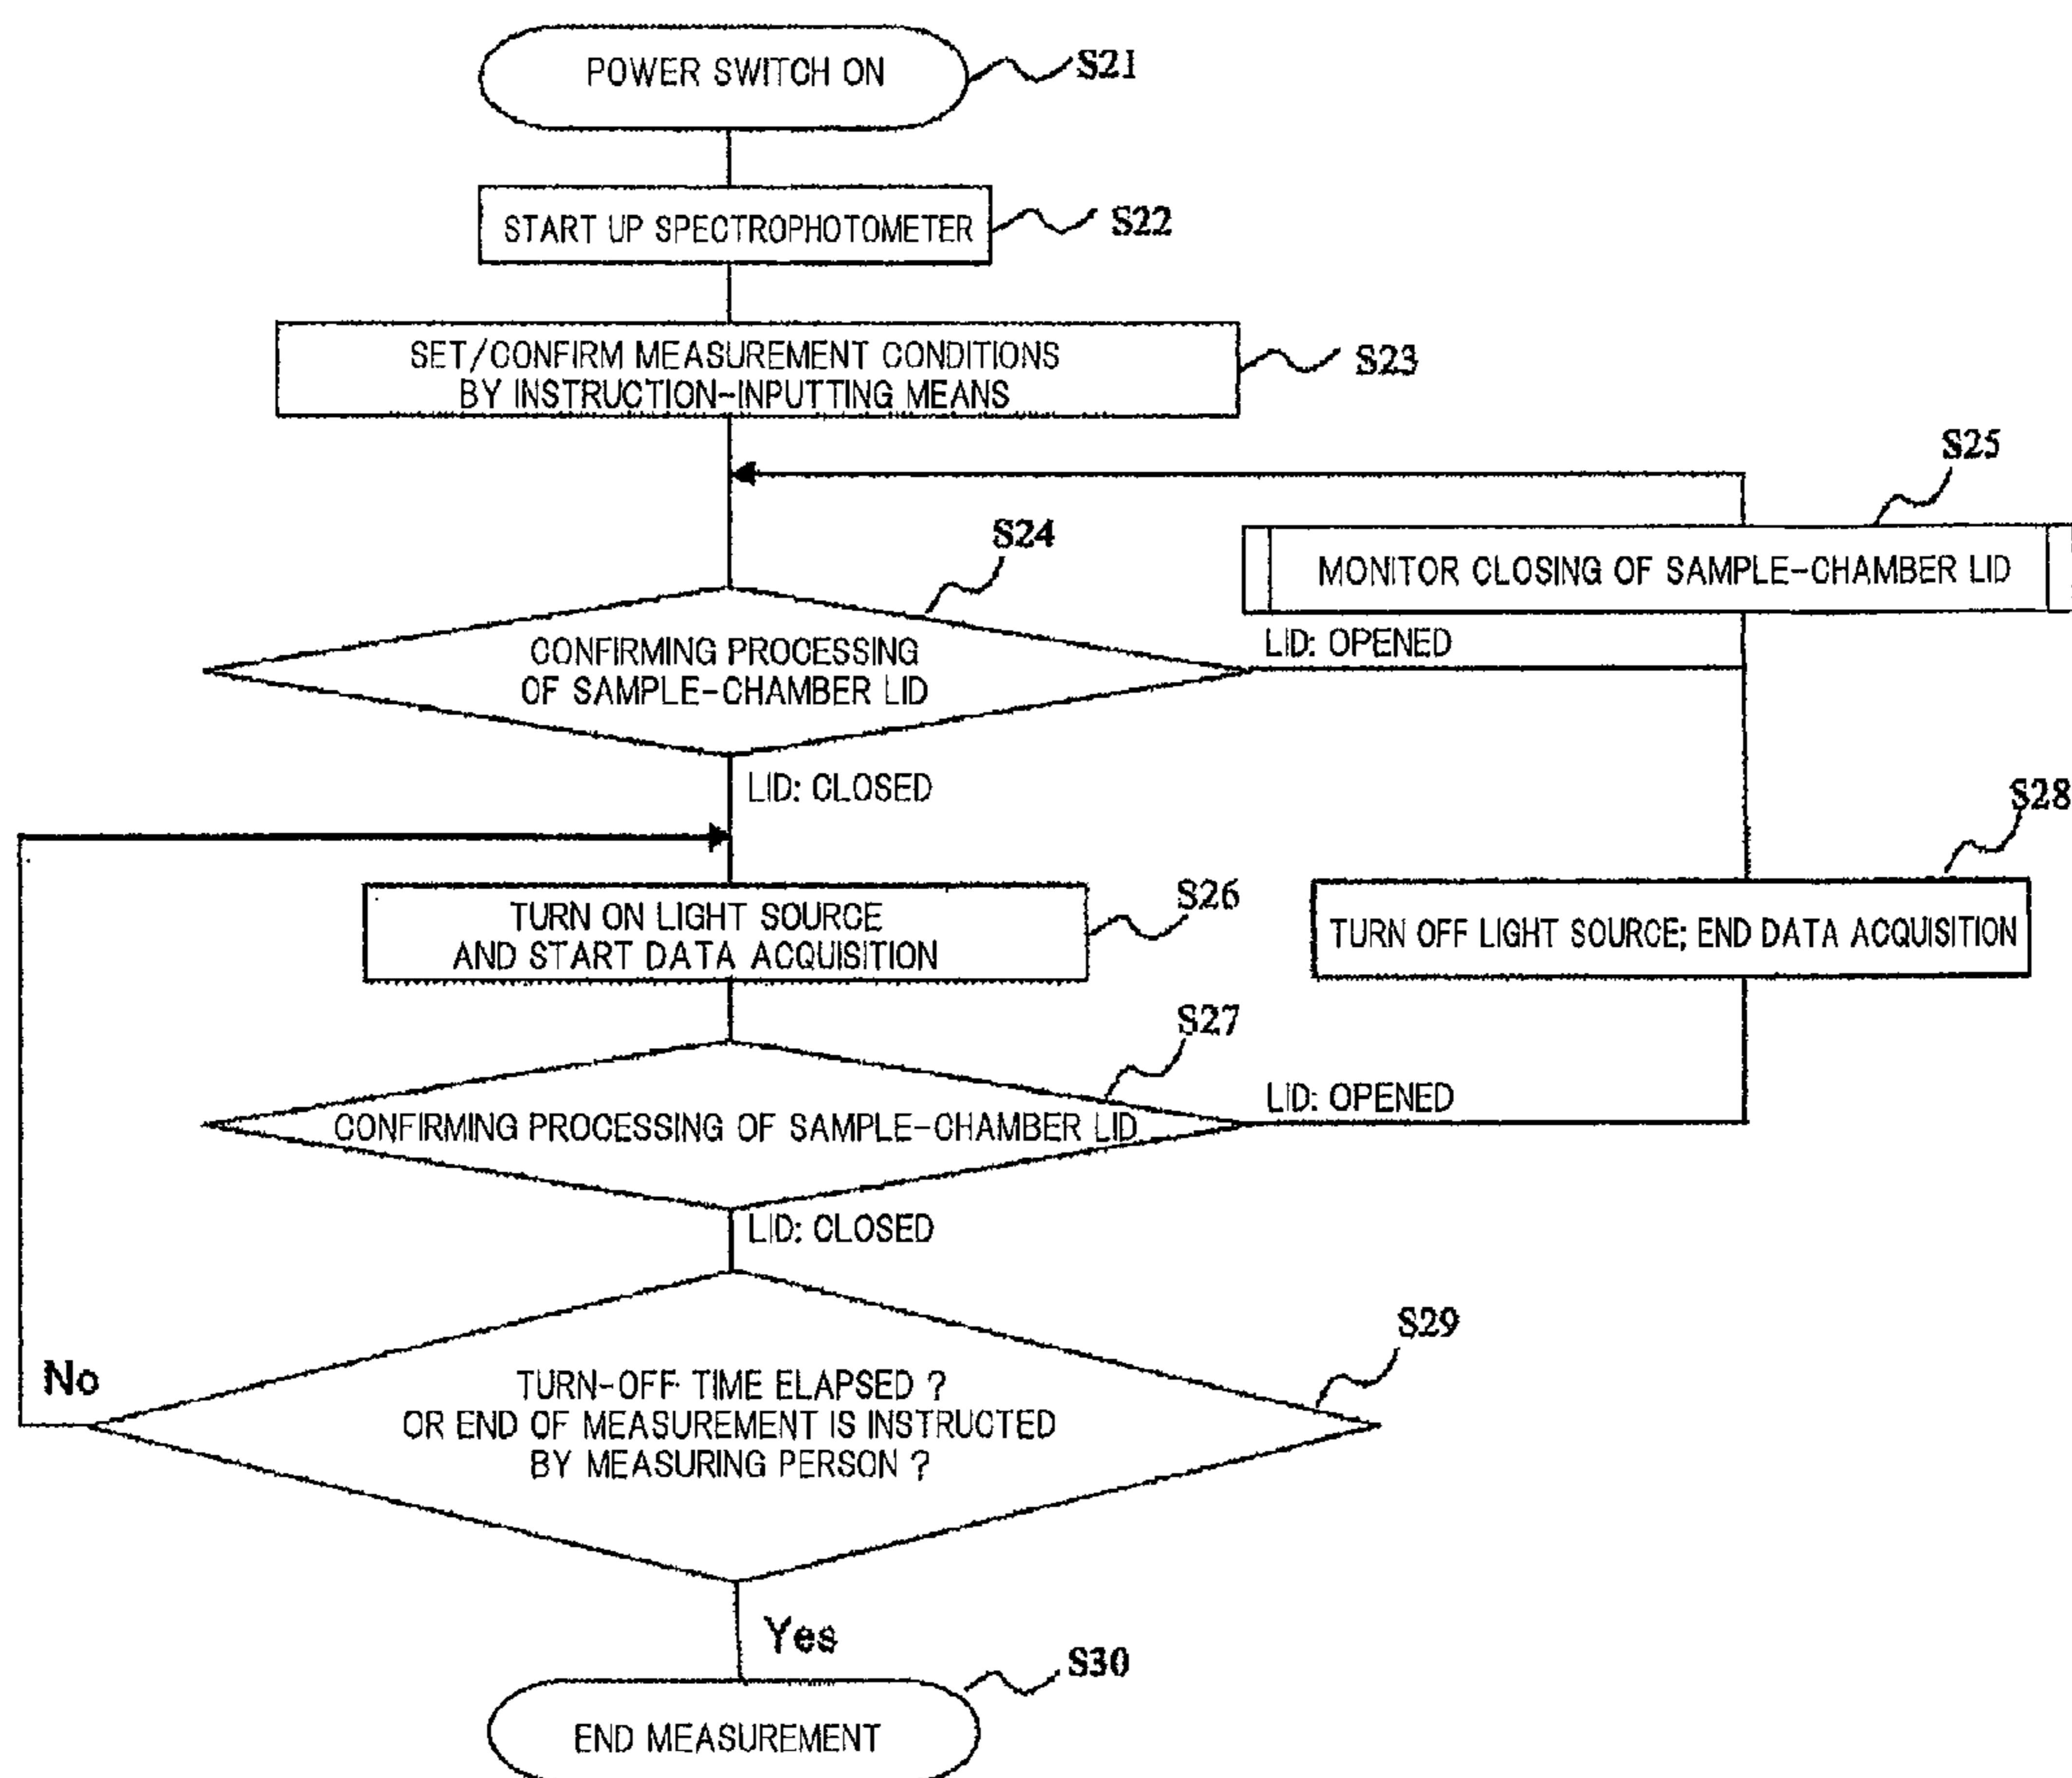 POWER SWITCH ON
S21
START UP SPECTROPHOTOMETER
S22
SET/CONFIRM MEASUREMENT CONDITIONS
BY INSTRUCTION-INPUTTING MEANS
S23
S25
MONITOR CLOSING OF SAMPLE-CHAMBER LID
S24
CONFIRMING PROCESSING
OF SAMPLE-CHAMBER LID
LID: OPENED
LID: CLOSED
S28
TURN OFF LIGHT SOURCE; END DATA ACQUISITION
S26
TURN ON LIGHT SOURCE
AND START DATA ACQUISITION
S27
CONFIRMING PROCESSING OF SAMPLE-CHAMBER LID
LID: OPENED
LID: CLOSED
S29
TURN-OFF TIME ELAPSED ?
OR END OF MEASUREMENT IS INSTRUCTED
BY MEASURING PERSON ?
No
Yes
S30
END MEASUREMENT